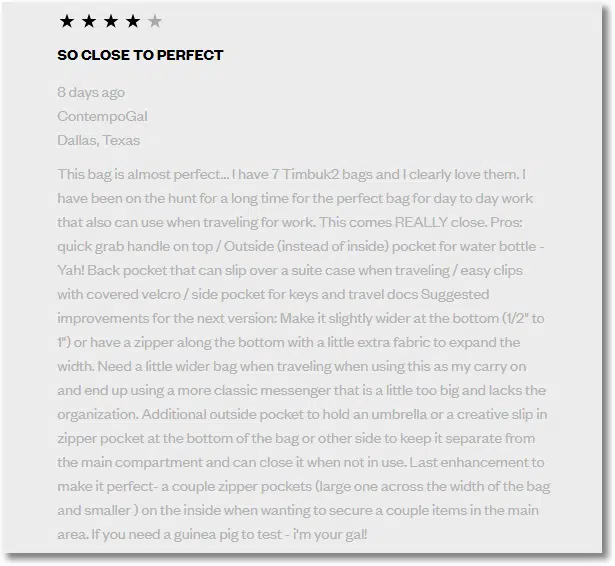 SO CLOSE TO PERFECT
8 days ago
ContempoGal
Dallas, Texas
This bag is almost perfect... I have 7 Timbuk2 bags and I clearly love them. I
have been on the hunt for a long time for the perfect bag for day to day work
that also can use when traveling for work. This comes REALLY close. Pros:
quick grab handle on top / Outside (instead of inside) pocket for water bottle -
Yah! Back pocket that can slip over a suite case when traveling / easy clips
with covered velcro / side pocket for keys and travel docs Suggested
improvements for the next version: Make it slightly wider at the bottom (1/2" to
1") or have a zipper along the bottom with a little extra fabric to expand the
width. Need a little wider bag when traveling when using this as my carry on
and end up using a more classic messenger that is a little too big and lacks the
organization. Additional outside pocket to hold an umbrella or a creative slip in
zipper pocket at the bottom of the bag or other side to keep it separate from
the main compartment and can close it when not in use. Last enhancement to
make it perfect- a couple zipper pockets (large one across the width of the bag
and smaller ) on the inside when wanting to secure a couple items in the main
area. If you need a guinea pig to test - i'm your gal!